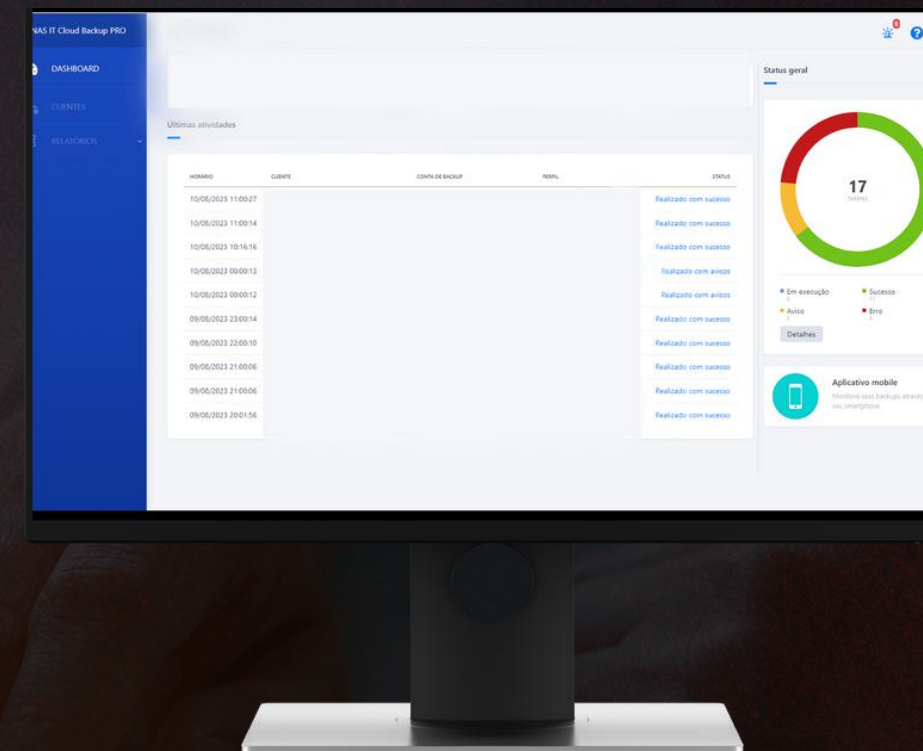 NAS IT Cloud Backup PRO
DASHBOARD
CLIENTES
RELATÓRIOS
Últimas atividades
HORÁRIO CLIENTE CONTA DE BACKUP PERFIL STATUS
10/08/2023 11:00:27 Realizado com sucesso
10/08/2023 11:00:14 Realizado com sucesso
10/08/2023 10:16:16 Realizado com sucesso
10/08/2023 00:00:13 Realizado com avisos
10/08/2023 00:00:12 Realizado com avisos
09/08/2023 23:00:14 Realizado com sucesso
09/08/2023 22:00:10 Realizado com sucesso
09/08/2023 21:00:06 Realizado com sucesso
09/08/2023 21:00:06 Realizado com sucesso
09/08/2023 20:01:56 Realizado com sucesso
Status geral
17
Em execução
Sucesso
11
Aviso
Erro
4
Detalhes
Aplicativo mobile
Monitore seus backups através
seu smartphone.